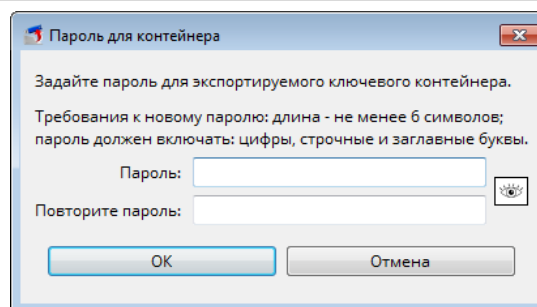 Пароль для контейнера
Задайте пароль для экспортируемого ключевого контейнера.
Требования к новому паролю: длина - не менее 6 символов;
пароль должен включать: цифры, строчные и заглавные буквы.
Пароль:
Повторите пароль:
ОК
Отмена